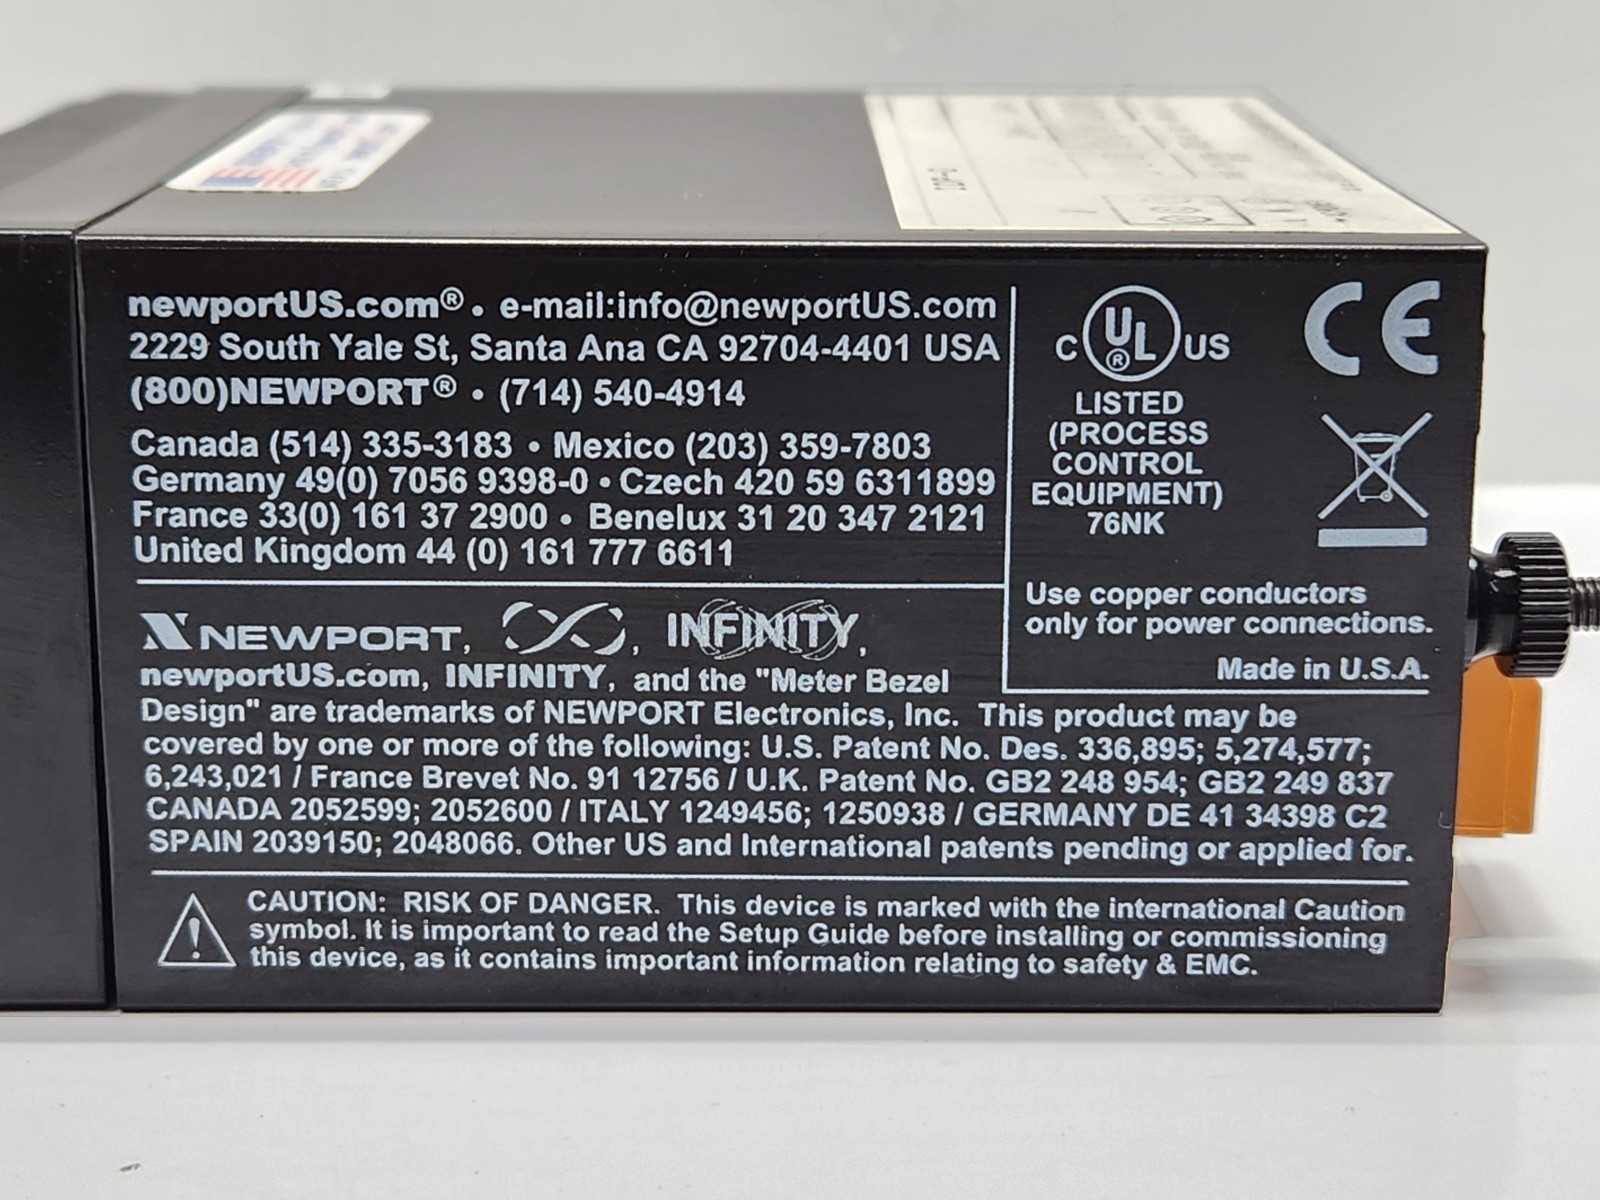 newportUS.com® • e-mail:info@newportUS.com
2229 South Yale St, Santa Ana CA 92704-4401 USA
(800)NEWPORT® • (714) 540-4914
Canada (514) 335-3183 • Mexico (203) 359-7803
Germany 49(0) 7056 9398-0 • Czech 420 59 6311899
France 33(0) 161 37 2900 • Benelux 31 20 347 2121
United Kingdom 44 (0) 161 777 6611
C UL® US
CE
LISTED
(PROCESS
CONTROL
EQUIPMENT)
76NK
Use copper conductors
only for power connections.
Made in U.S.A.
NEWPORT, , INFINITY,
newportUS.com, INFINITY, and the "Meter Bezel
Design" are trademarks of NEWPORT Electronics, Inc. This product may be
covered by one or more of the following: U.S. Patent No. Des. 336,895; 5,274,577;
6,243,021 / France Brevet No. 91 12756 / U.K. Patent No. GB2 248 954; GB2 249 837
CANADA 2052599; 2052600 / ITALY 1249456; 1250938 / GERMANY DE 41 34398 C2
SPAIN 2039150; 2048066. Other US and International patents pending or applied for.
CAUTION: RISK OF DANGER. This device is marked with the international Caution
symbol. It is important to read the Setup Guide before installing or commissioning
this device, as it contains important information relating to safety & EMC.